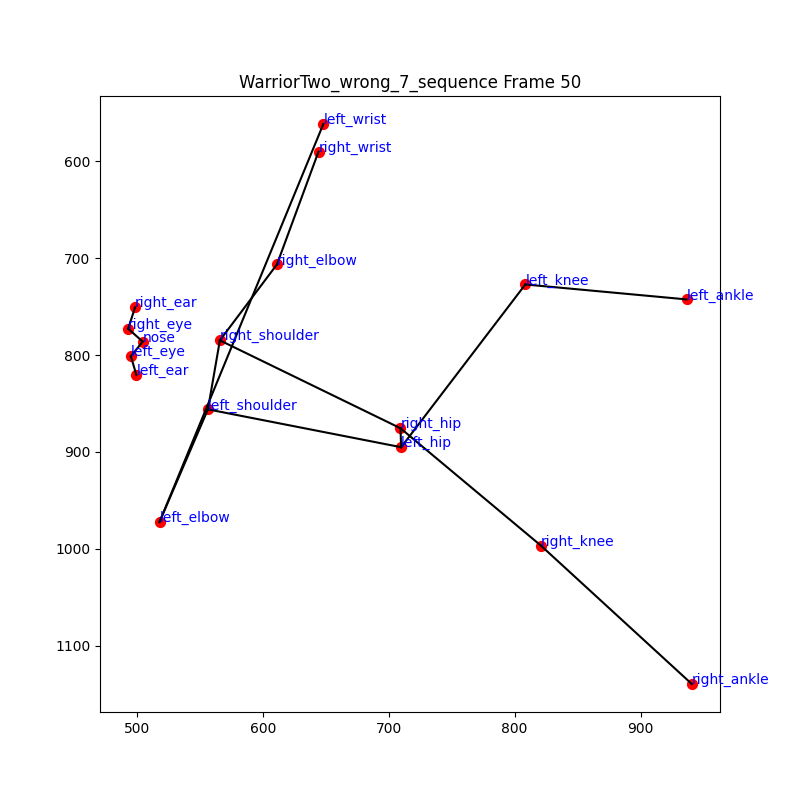 WarriorTwo_wrong_7_sequence Frame 50
left_wrist
right_wrist
600
right_elbow
700
left_knee
left_ankle
right_ear
right_eye
nose
right_shoulder
800
left_eye
left_ear
left_shoulder
right_hip
left_hip
900
left_elbow
right_knee
1000
1100
right_ankle
500 600 700 800 900